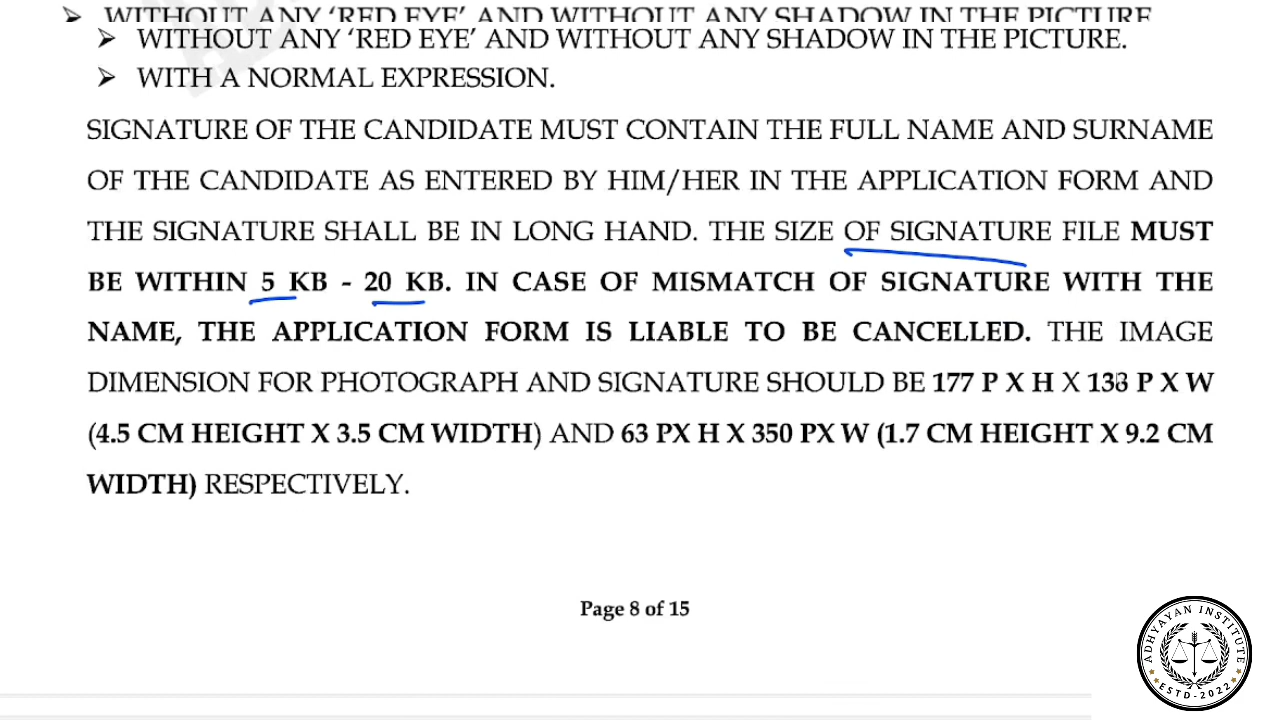 ➢ WITHOUT ANY ‘RED EYE’ AND WITHOUT ANY SHADOW IN THE PICTURE
➢ WITHOUT ANY ‘RED EYE’ AND WITHOUT ANY SHADOW IN THE PICTURE.
➢ WITH A NORMAL EXPRESSION.
SIGNATURE OF THE CANDIDATE MUST CONTAIN THE FULL NAME AND SURNAME
OF THE CANDIDATE AS ENTERED BY HIM/HER IN THE APPLICATION FORM AND
THE SIGNATURE SHALL BE IN LONG HAND. THE SIZE OF SIGNATURE FILE MUST
BE WITHIN 5 KB - 20 KB. IN CASE OF MISMATCH OF SIGNATURE WITH THE
NAME, THE APPLICATION FORM IS LIABLE TO BE CANCELLED. THE IMAGE
DIMENSION FOR PHOTOGRAPH AND SIGNATURE SHOULD BE 177 P X H X 138 P X W
(4.5 CM HEIGHT X 3.5 CM WIDTH) AND 63 PX H X 350 PX W (1.7 CM HEIGHT X 9.2 CM
WIDTH) RESPECTIVELY.
Page 8 of 15
ADHYAYAN INSTITUTE
ESTD-2022